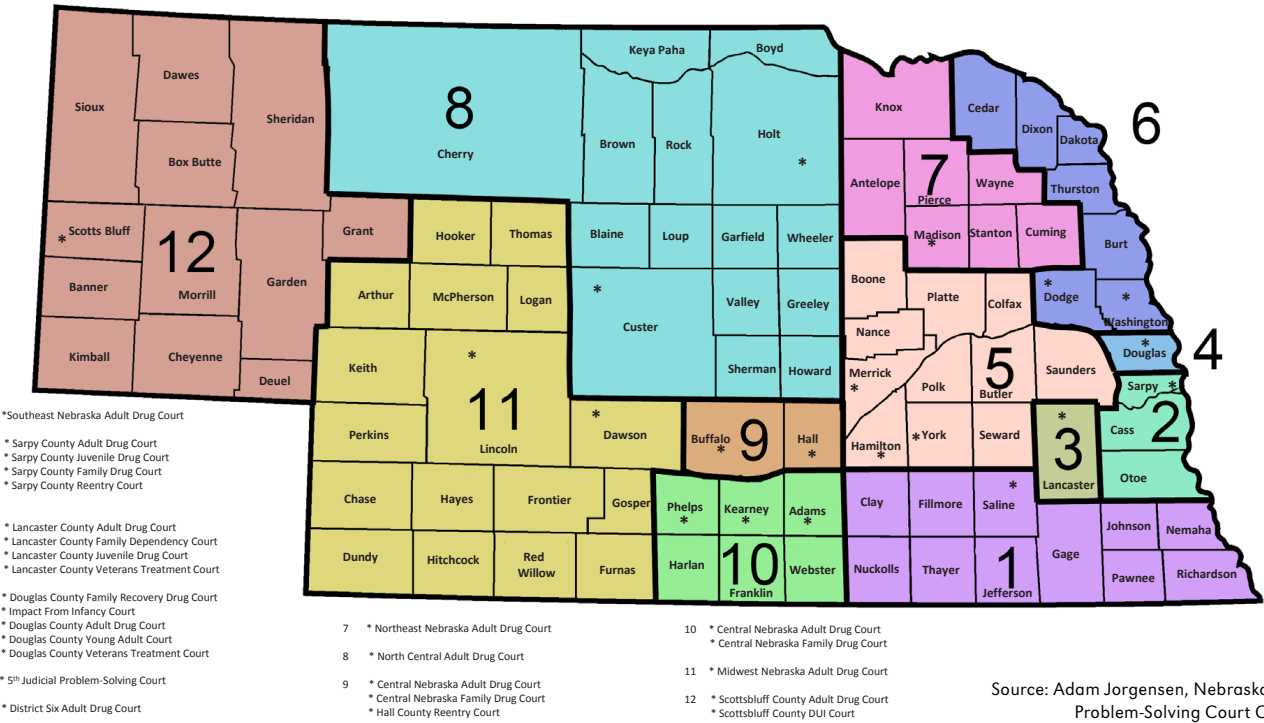 Keya Paha
Boyd
Dawes
Sioux
Sheridan
8
Cherry
Knox
Cedar
6
Dixon
Dakota
Holt
*
Brown
Rock
Box Butte
Antelope
7
Pierce
Wayne
Thurston
Scotts Bluff
*
12
Grant
Hooker
Thomas
Blaine
Loup
Garfield
Wheeler
Madison
*
Stanton
Cuming
Burt
Banner
Morrill
Garden
Arthur
McPherson
Logan
*
Custer
Valley
Greeley
Boone
Platte
Colfax
*
Dodge
*
Washington
Nance
Kimball
Cheyenne
Deuel
Keith
*
Sherman
Howard
Merrick
*
Polk
5
Butler
Saunders
*
Douglas
4
Sarpy *
11
Lincoln
Perkins
*
Dawson
Buffalo
*
9
Hall
*
Hamilton
*
*York
Seward
*
3
Lancaster
Cass
2
Otoe
Chase
Hayes
Frontier
Gosper
Phelps
*
Kearney
*
Adams
*
Clay
Fillmore
*
Saline
Gage
Johnson
Nemaha
Dundy
Hitchcock
Red
Willow
Furnas
Harlan
10
Franklin
Webster
Nuckolls
Thayer
1
Jefferson
Pawnee
Richardson
*Southeast Nebraska Adult Drug Court
* Sarpy County Adult Drug Court
* Sarpy County Juvenile Drug Court
* Sarpy County Family Drug Court
* Sarpy County Reentry Court
* Lancaster County Adult Drug Court
* Lancaster County Family Dependency Court
* Lancaster County Juvenile Drug Court
* Lancaster County Veterans Treatment Court
* Douglas County Family Recovery Drug Court
* Impact From Infancy Court
* Douglas County Adult Drug Court
* Douglas County Young Adult Court
* Douglas County Veterans Treatment Court
* 5th Judicial Problem-Solving Court
* District Six Adult Drug Court
7 * Northeast Nebraska Adult Drug Court
8 * North Central Adult Drug Court
9 * Central Nebraska Adult Drug Court
* Central Nebraska Family Drug Court
* Hall County Reentry Court
10 * Central Nebraska Adult Drug Court
* Central Nebraska Family Drug Court
11 * Midwest Nebraska Adult Drug Court
12 * Scottsbluff County Adult Drug Court
* Scottsbluff County DUI Court
Source: Adam Jorgensen, Nebraska
Problem-Solving Court C